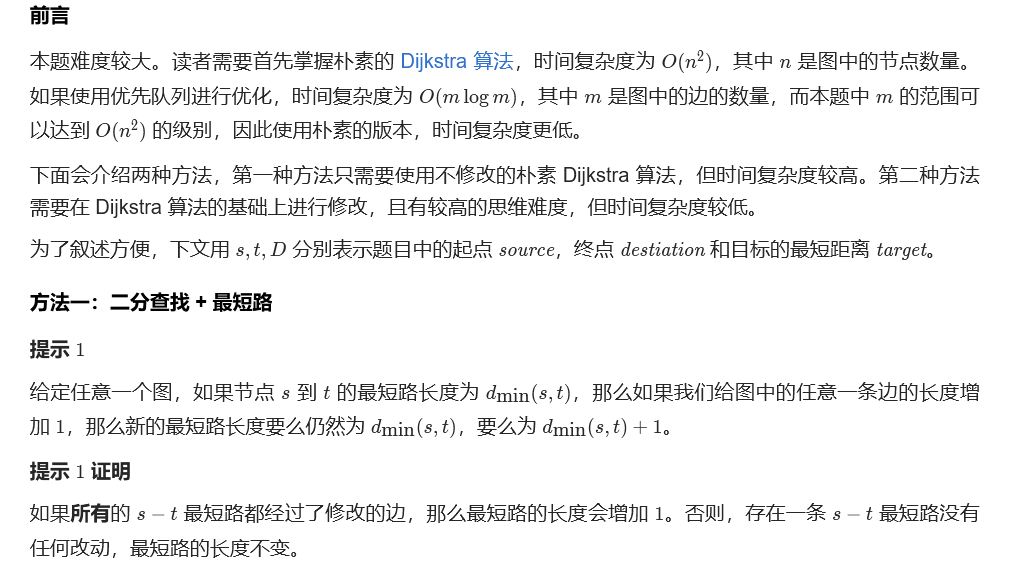 前言
本题难度较大。读者需要首先掌握朴素的 Dijkstra 算法，时间复杂度为 O(n²)，其中 n 是图中的节点数量。
如果使用优先队列进行优化，时间复杂度为 O(m log m)，其中 m 是图中的边的数量，而本题中 m 的范围可
以达到 O(n²) 的级别，因此使用朴素的版本，时间复杂度更低。
下面会介绍两种方法，第一种方法只需要使用不修改的朴素 Dijkstra 算法，但时间复杂度较高。第二种方法
需要在 Dijkstra 算法的基础上进行修改，且有较高的思维难度，但时间复杂度较低。
为了叙述方便，下文用 s, t, D 分别表示题目中的起点 source，终点 destiation 和目标的最短距离 target。
方法一：二分查找 + 最短路
提示 1
给定任意一个图，如果节点 s 到 t 的最短路长度为 dmin(s, t)，那么如果我们给图中的任意一条边的长度增
加 1，那么新的最短路长度要么仍然为 dmin(s, t)，要么为 dmin(s, t) + 1。
提示 1 证明
如果所有的 s − t 最短路都经过了修改的边，那么最短路的长度会增加 1。否则，存在一条 s − t 最短路没有
任何改动，最短路的长度不变。